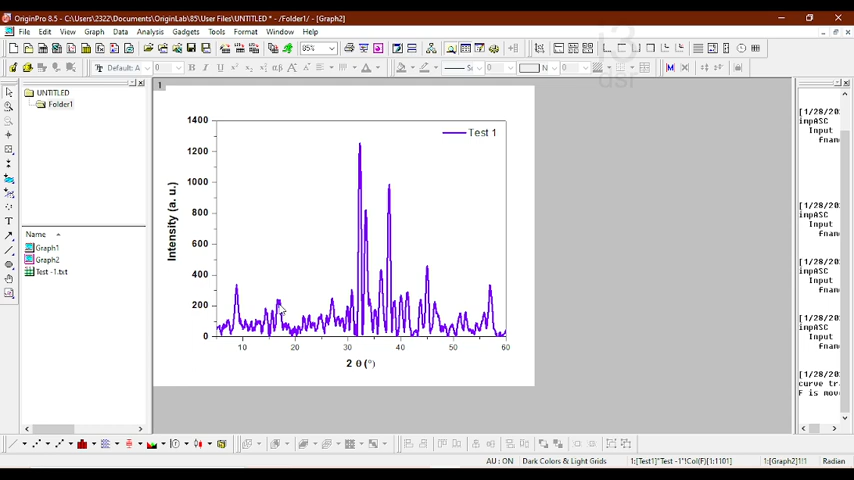 OriginPro 8.5 - C:\Users\2322\Documents\OriginLab\85\User Files\UNTITLED * - /Folder1/ - [Graph2]
File Edit View Graph Data Analysis Gadgets Tools Format Window Help
85%
Default: A 0 B I U
0 N 0
UNTITLED
Folder1
Name
Graph1
Graph2
Test -1.txt
1
Test 1
1400
1200
1000
800
600
400
200
0
Intensity (a. u.)
10 20 30 40 50 60
2 θ (°)
[1/28/20
impASC
Input
fnam
[1/28/20
impASC
Input
fnam
[1/28/20
impASC
Input
fnam
[1/28/20
impASC
Input
fnam
[1/28/20
curve tra
F is mov
AU : ON Dark Colors & Light Grids 1:[Test1]"Test -1"!Col(F)[1:1101] 1:[Graph2]1!1 Radian